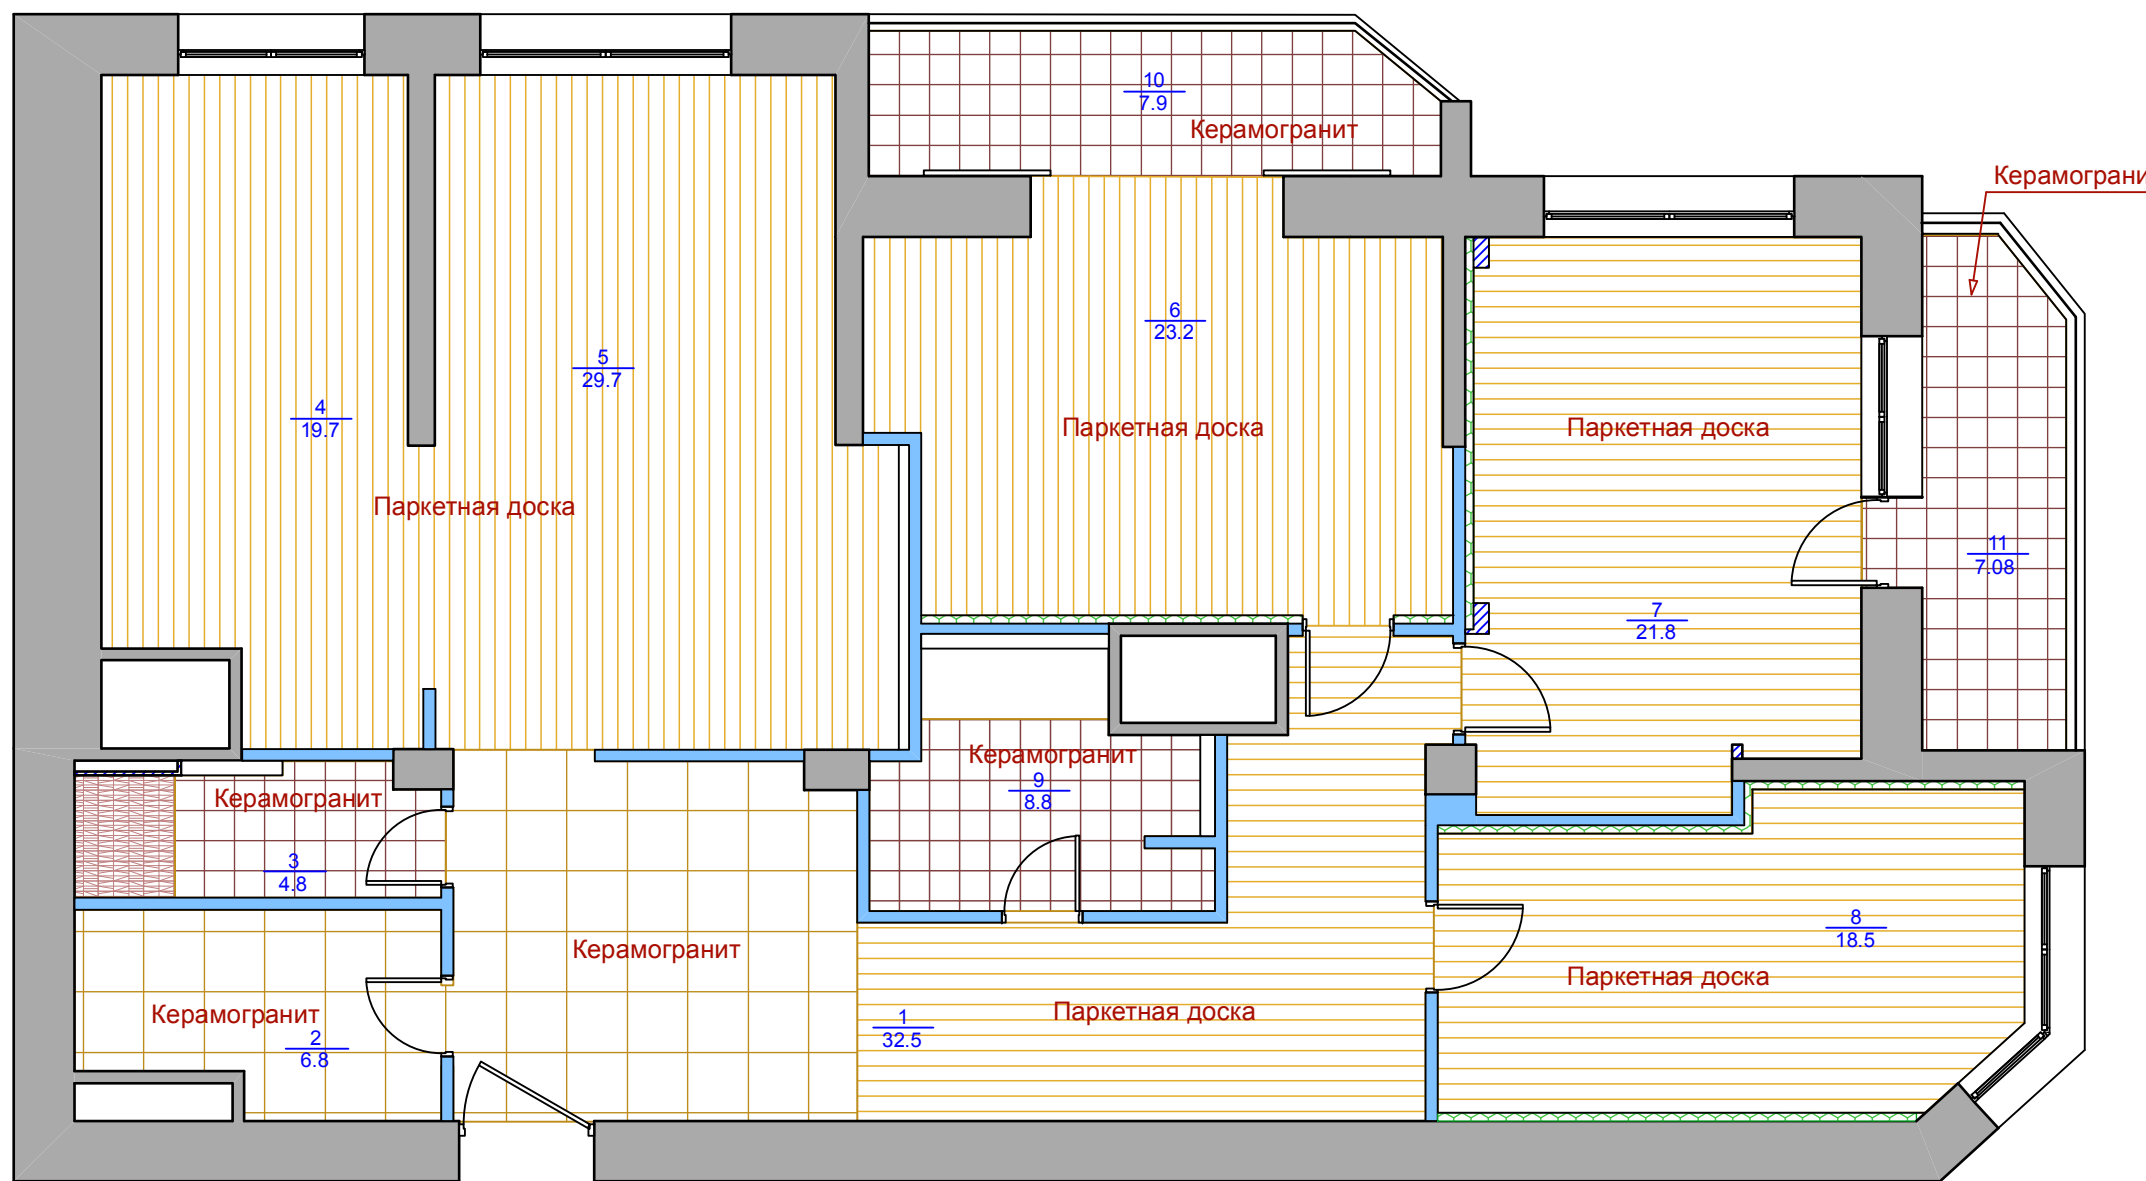 10
7.9
Керамогранит
Керамограни
6
23.2
5
29.7
4
19.7
Паркетная доска
Паркетная доска
Паркетная доска
11
7.08
7
21.8
Керамогранит
9
8.8
Керамогранит
3
4.8
8
18.5
Керамогранит
Паркетная доска
Керамогранит
2
6.8
1
32.5
Паркетная доска